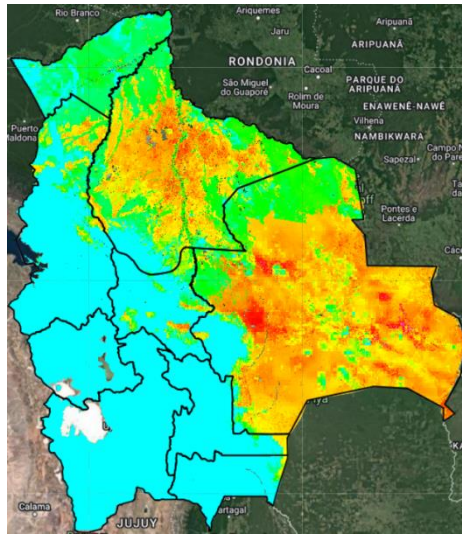 Rio Branco
Ariquemes
Jaru
Aripuanã
ARIPUANÃ
RONDONIA
Cacoal
PARQUE DO
ARIPUANÃ
São Miguel
do Guaporé
Rolim de
Moura
ENAWENÊ-NAWÊ
Vilhena
NAMBIKWARA
Puerto
Maldona
Sapezal
Campo N
do Pare
Pontes e
Lacerda
Các
Calama
JUJUY
artagal